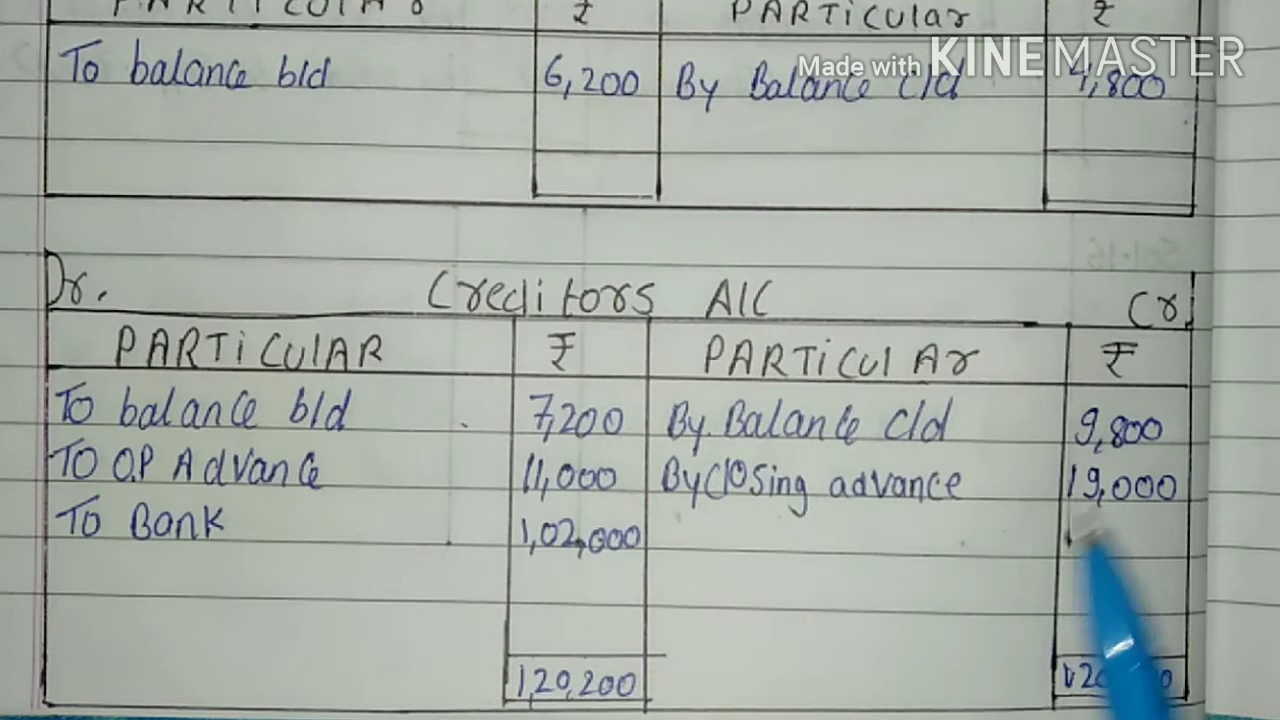 PARTICULAR ₹ PARTiCUlar ₹
Made with KINEMASTER
To balance b/d 6,200 By Balance C/d 4,800
Dr. Creditors A/C Cr.
PARTiCUlAR ₹ PARTiCUlAr ₹
To balance b/d 7,200 By Balance C/d 9,800
TO O.P Advance 11,000 By ClOSing advance 19,000
To Bank 1,02,000
1,20,200